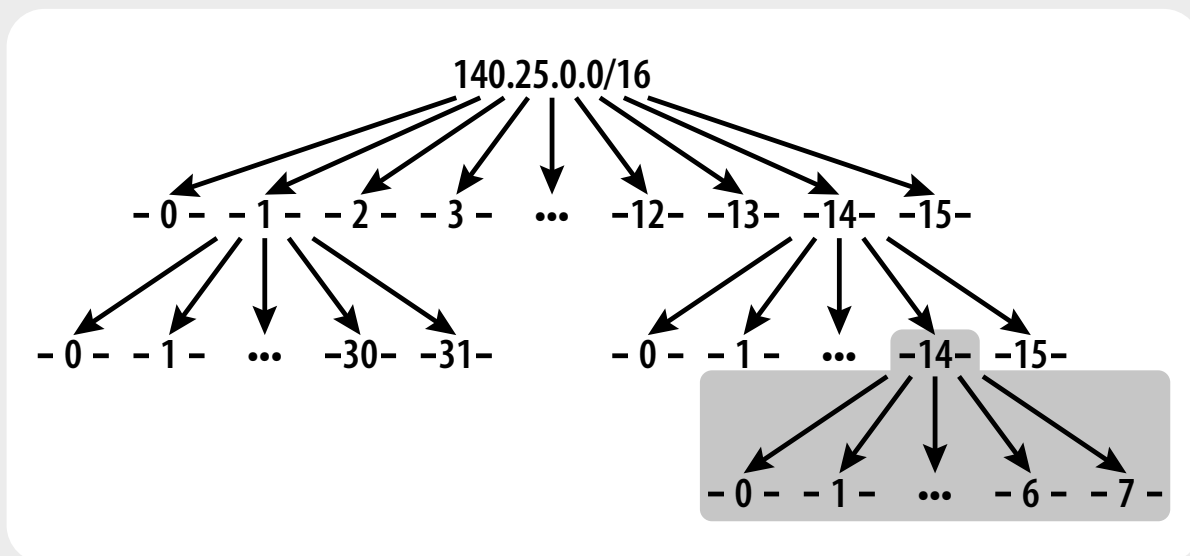 140.25.0.0/16
- 0 - - 1 - - 2 - - 3 - ••• -12- -13- -14- -15-
- 0 - - 1 - ••• -30- -31- - 0 - - 1 - ••• -14- -15-
- 0 - - 1 - ••• - 6 - - 7 -